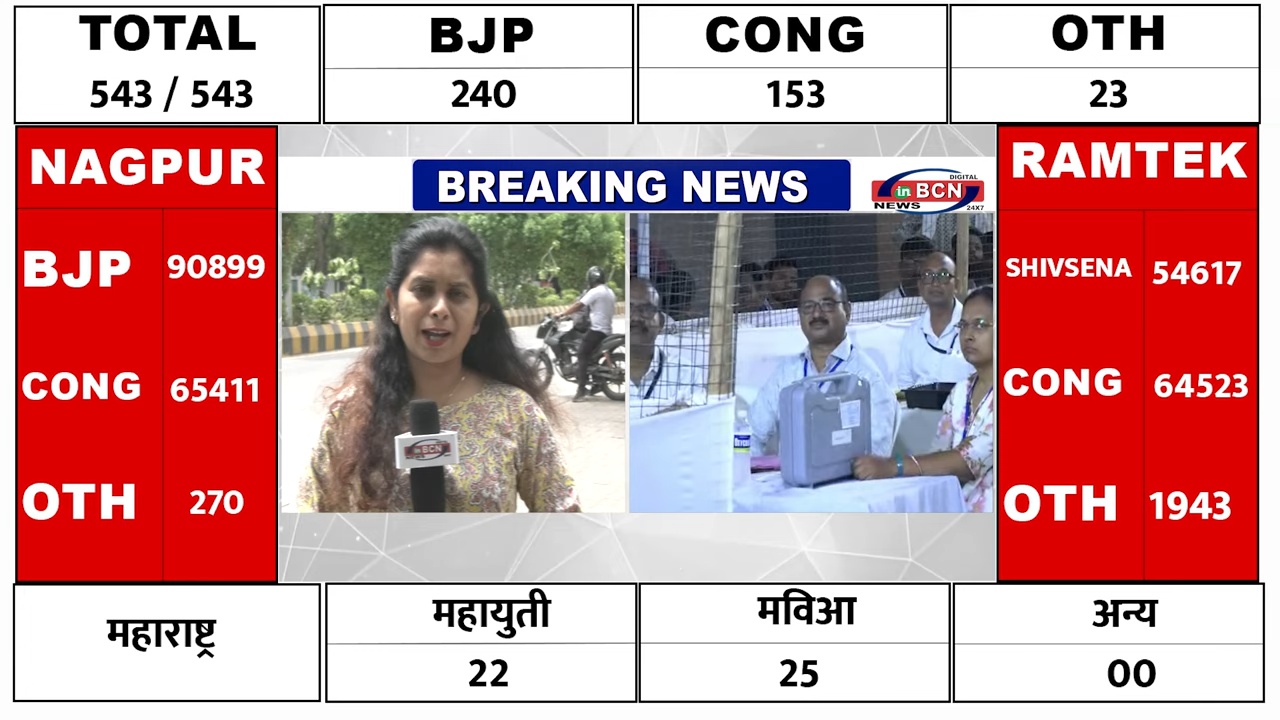 TOTAL
543 / 543
BJP
240
CONG
153
OTH
23
NAGPUR
BJP 90899
CONG 65411
OTH 270
BREAKING NEWS
DIGITAL
in BCN
NEWS 24X7
in BCN
RAMTEK
SHIVSENA 54617
CONG 64523
OTH 1943
महाराष्ट्र
महायुती
22
मविआ
25
अन्य
00